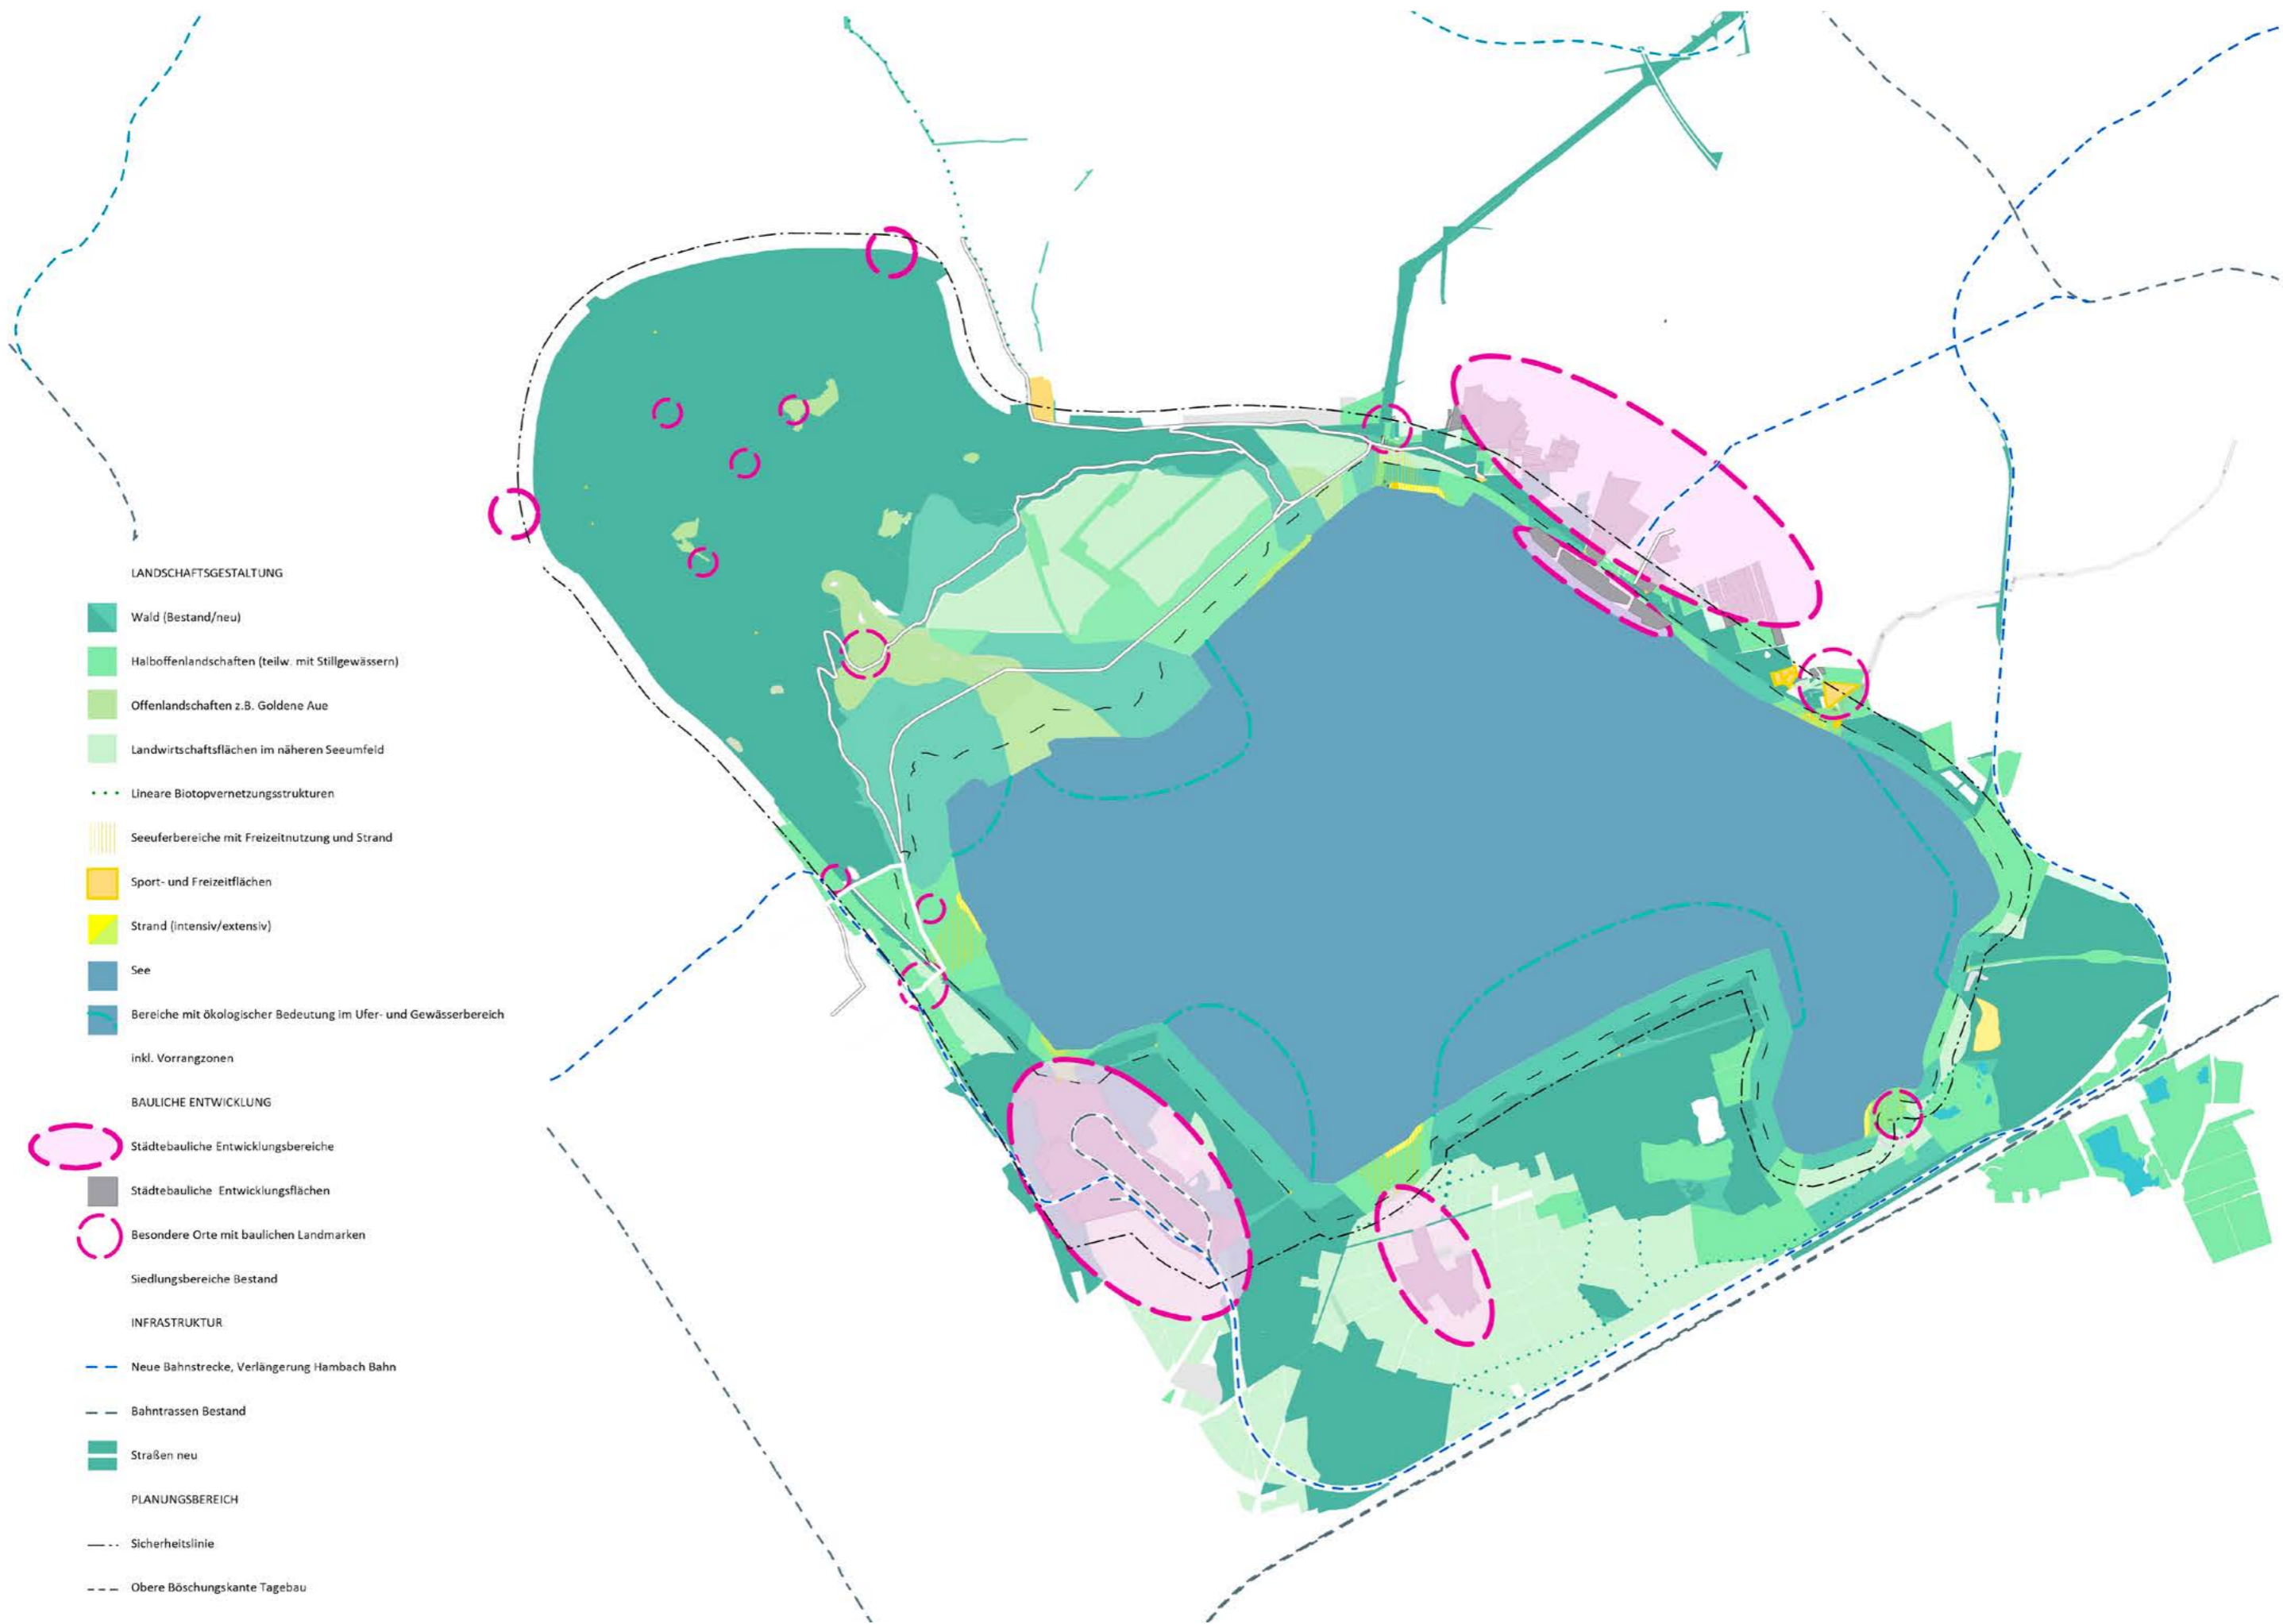 LANDSCHAFTSGESTALTUNG
Wald (Bestand/neu)
Halboffenlandschaften (teilw. mit Stillgewässern)
Offenlandschaften z.B. Goldene Aue
Landwirtschaftsflächen im näheren Seeumfeld
Lineare Biotopvernetzungsstrukturen
Seeuferbereiche mit Freizeitnutzung und Strand
Sport- und Freizeitflächen
Strand (intensiv/extensiv)
See
Bereiche mit ökologischer Bedeutung im Ufer- und Gewässerbereich
inkl. Vorrangzonen
BAULICHE ENTWICKLUNG
Städtebauliche Entwicklungsbereiche
Städtebauliche Entwicklungsflächen
Besondere Orte mit baulichen Landmarken
Siedlungsbereiche Bestand
INFRASTRUKTUR
Neue Bahnstrecke, Verlängerung Hambach Bahn
Bahntrassen Bestand
Straßen neu
PLANUNGSBEREICH
Sicherheitslinie
Obere Böschungskante Tagebau